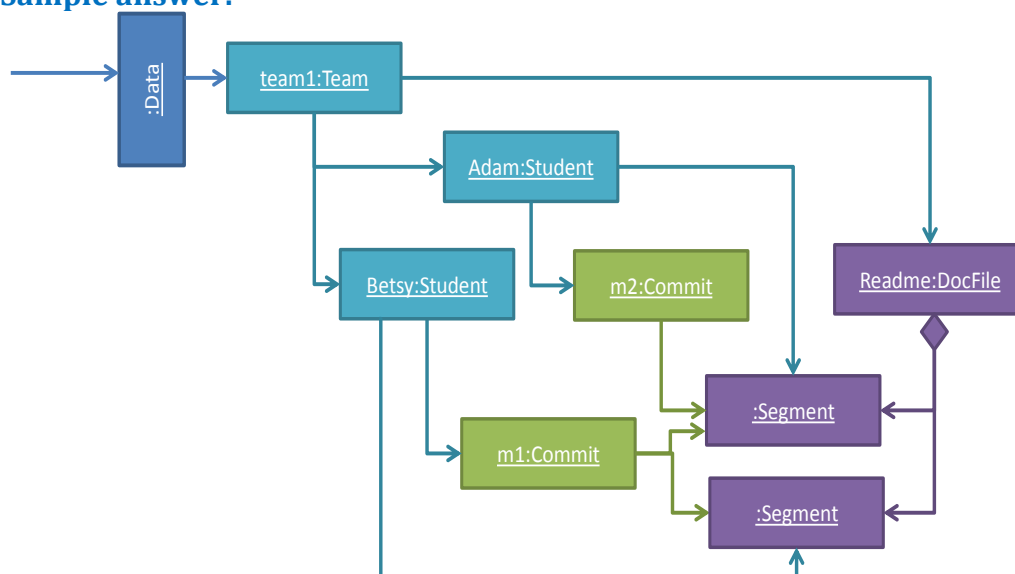 Sample answer:
:Data
team1:Team
Adam:Student
Betsy:Student
m2:Commit
Readme:DocFile
:Segment
m1:Commit
:Segment